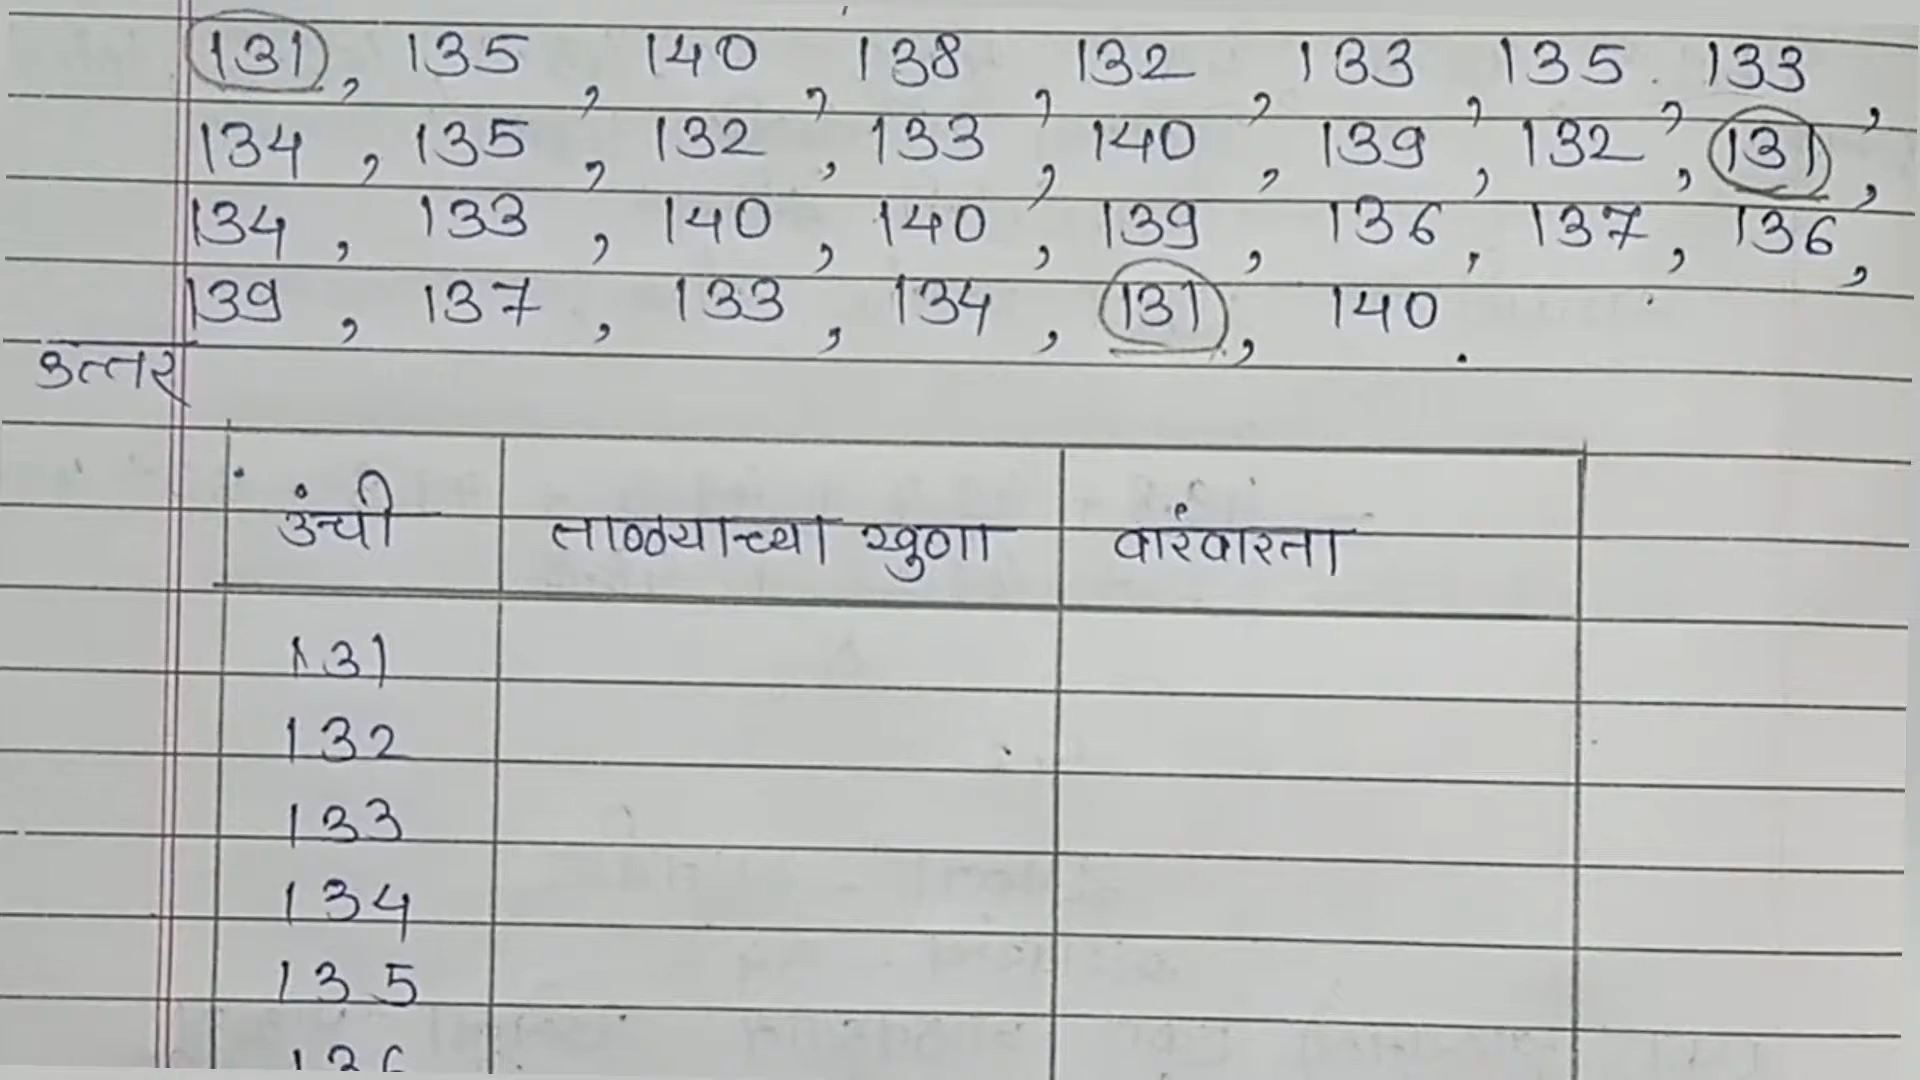 131, 135, 140, 138, 132, 133, 135, 133,
134, 135, 132, 133, 140, 139, 132, 131,
134, 133, 140, 140, 139, 136, 137, 136,
139, 137, 133, 134, 131, 140.
उत्तर
उंची ताळ्याच्या खुणा वारंवारता
131
132
133
134
135
136